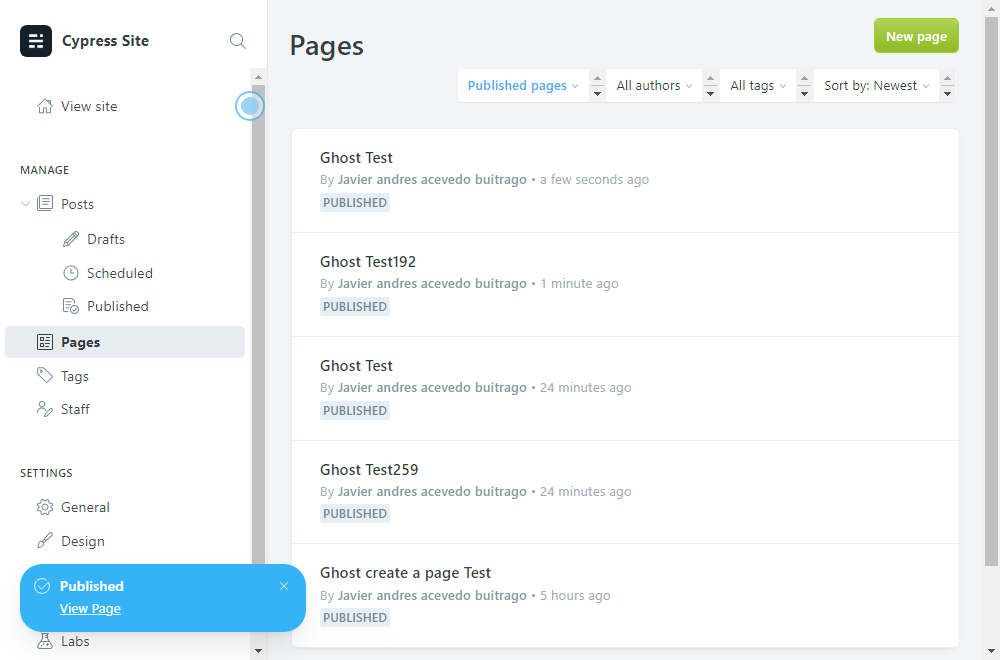 Cypress Site
View site
MANAGE
Posts
Drafts
Scheduled
Published
Pages
Tags
Staff
SETTINGS
General
Design
Published
View Page
Labs
Pages
New page
Published pages
All authors
All tags
Sort by: Newest
Ghost Test
By Javier andres acevedo buitrago • a few seconds ago
PUBLISHED
Ghost Test192
By Javier andres acevedo buitrago • 1 minute ago
PUBLISHED
Ghost Test
By Javier andres acevedo buitrago • 24 minutes ago
PUBLISHED
Ghost Test259
By Javier andres acevedo buitrago • 24 minutes ago
PUBLISHED
Ghost create a page Test
By Javier andres acevedo buitrago • 5 hours ago
PUBLISHED